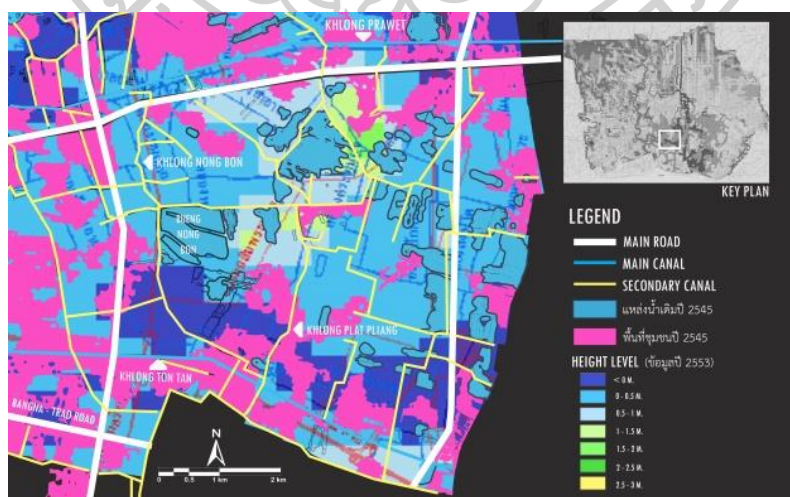 KHLONG PRAWET
KHLONG NONG BON
BUENG
NONG
BON
KHLONG PLAT PLIANG
KHLONG TON TAN
BANGNA - TRAD ROAD
N
0 0.5 1 km 2 km
KEY PLAN
LEGEND
MAIN ROAD
MAIN CANAL
SECONDARY CANAL
แหล่งน้ำเดิมปี 2545
พื้นที่ชุมชนปี 2545
HEIGHT LEVEL (ข้อมูลปี 2553)
< 0 M.
0 - 0.5 M.
0.5 - 1 M.
1 - 1.5 M.
1.5 - 2 M.
2 - 2.5 M.
2.5 - 3 M.